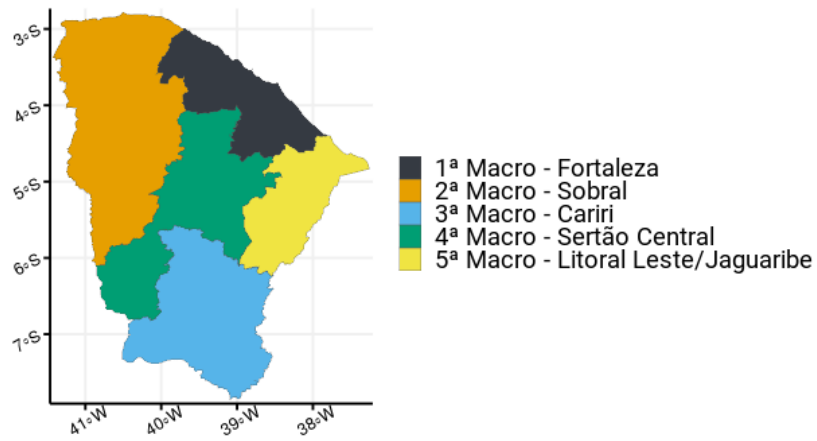 3°S
4°S
5°S
6°S
7°S
41°W
40°W
39°W
38°W
1ª Macro - Fortaleza
2ª Macro - Sobral
3ª Macro - Cariri
4ª Macro - Sertão Central
5ª Macro - Litoral Leste/Jaguaribe